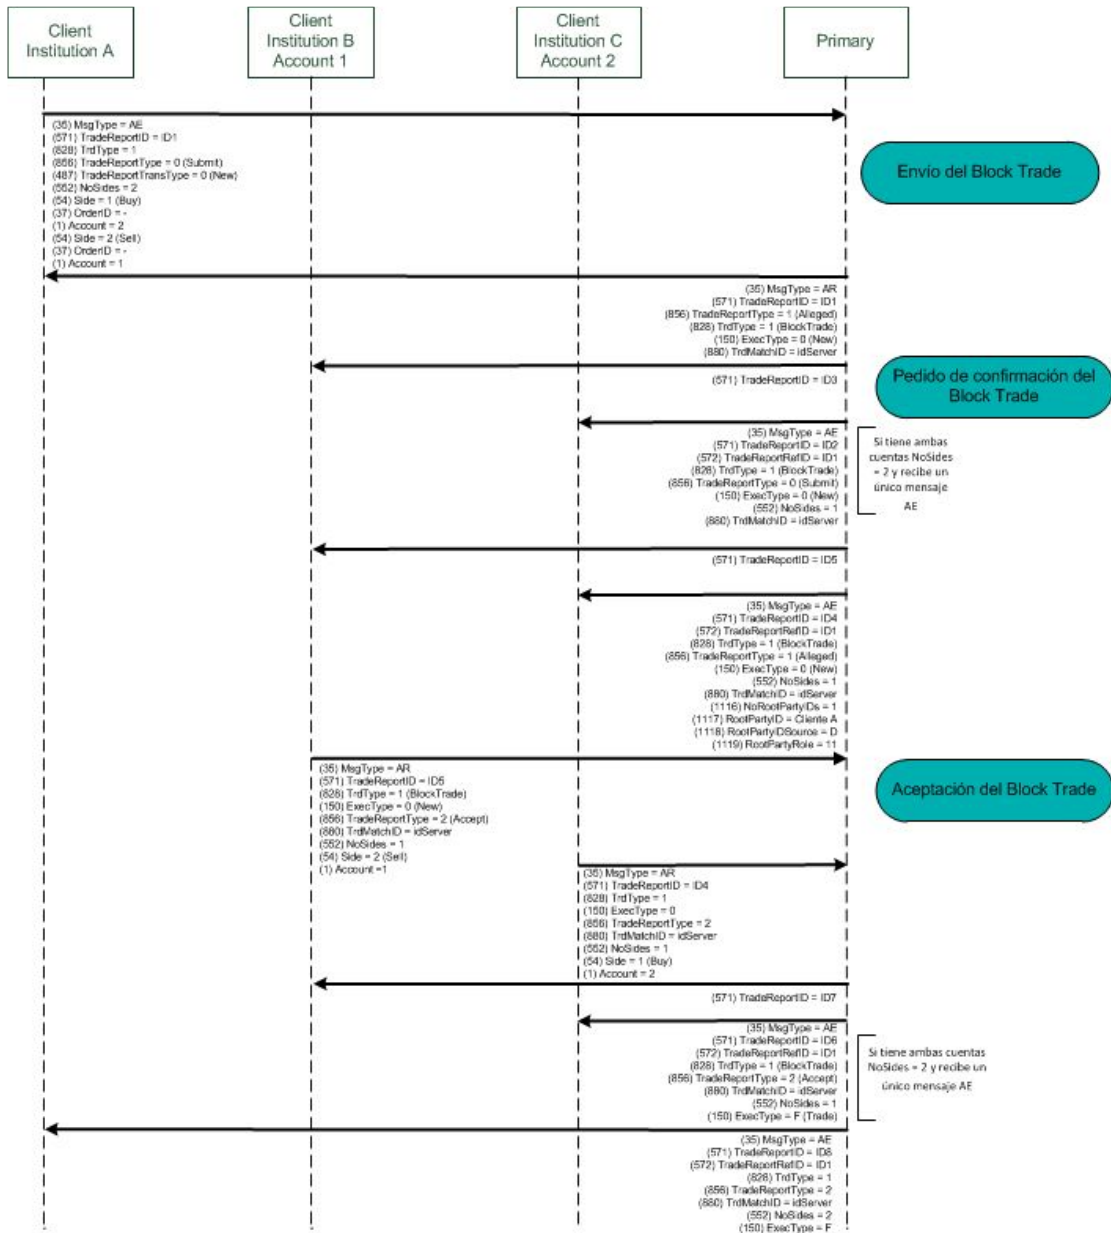 Client
Institution A
Client
Institution B
Account 1
Client
Institution C
Account 2
Primary
(35) MsgType = AE
(571) TradeReportID = ID1
(828) TrdType = 1
(856) TradeReportType = 0 (Submit)
(487) TradeReportTransType = 0 (New)
(552) NoSides = 2
(54) Side = 1 (Buy)
(37) OrderID = -
(1) Account = 2
(54) Side = 2 (Sell)
(37) OrderID = -
(1) Account = 1
Envío del Block Trade
(35) MsgType = AR
(571) TradeReportID = ID1
(856) TradeReportType = 1 (Alleged)
(828) TrdType = 1 (BlockTrade)
(150) ExecType = 0 (New)
(880) TrdMatchID = idServer
(571) TradeReportID = ID3
Pedido de confirmación del
Block Trade
(35) MsgType = AE
(571) TradeReportID = ID2
(572) TradeReportRefID = ID1
(828) TrdType = 1 (BlockTrade)
(856) TradeReportType = 0 (Submit)
(150) ExecType = 0 (New)
(552) NoSides = 1
(880) TrdMatchID = idServer
Si tiene ambas
cuentas NoSides
= 2 y recibe un
único mensaje
AE
(571) TradeReportID = ID5
(35) MsgType = AE
(571) TradeReportID = ID4
(572) TradeReportRefID = ID1
(828) TrdType = 1 (BlockTrade)
(856) TradeReportType = 1 (Alleged)
(150) ExecType = 0 (New)
(552) NoSides = 1
(880) TrdMatchID = idServer
(1116) NoRootPartyIDs = 1
(1117) RootPartyID = Cliente A
(1118) RootPartyIDSource = D
(1119) RootPartyRole = 11
(35) MsgType = AR
(571) TradeReportID = ID5
(828) TrdType = 1 (BlockTrade)
(150) ExecType = 0 (New)
(856) TradeReportType = 2 (Accept)
(880) TrdMatchID = idServer
(552) NoSides = 1
(54) Side = 2 (Sell)
(1) Account =1
Aceptación del Block Trade
(35) MsgType = AR
(571) TradeReportID = ID4
(828) TrdType = 1
(150) ExecType = 0
(856) TradeReportType = 2
(880) TrdMatchID = idServer
(552) NoSides = 1
(54) Side = 1 (Buy)
(1) Account = 2
(571) TradeReportID = ID7
(35) MsgType = AE
(571) TradeReportID = ID6
(572) TradeReportRefID = ID1
(828) TrdType = 1 (BlockTrade)
(856) TradeReportType = 2 (Accept)
(880) TrdMatchID = idServer
(552) NoSides = 1
(150) ExecType = F (Trade)
Si tiene ambas cuentas
NoSides = 2 y recibe un
único mensaje AE
(35) MsgType = AE
(571) TradeReportID = ID8
(572) TradeReportRefID = ID1
(828) TrdType = 1
(856) TradeReportType = 2
(880) TrdMatchID = idServer
(552) NoSides = 2
(150) ExecType = F